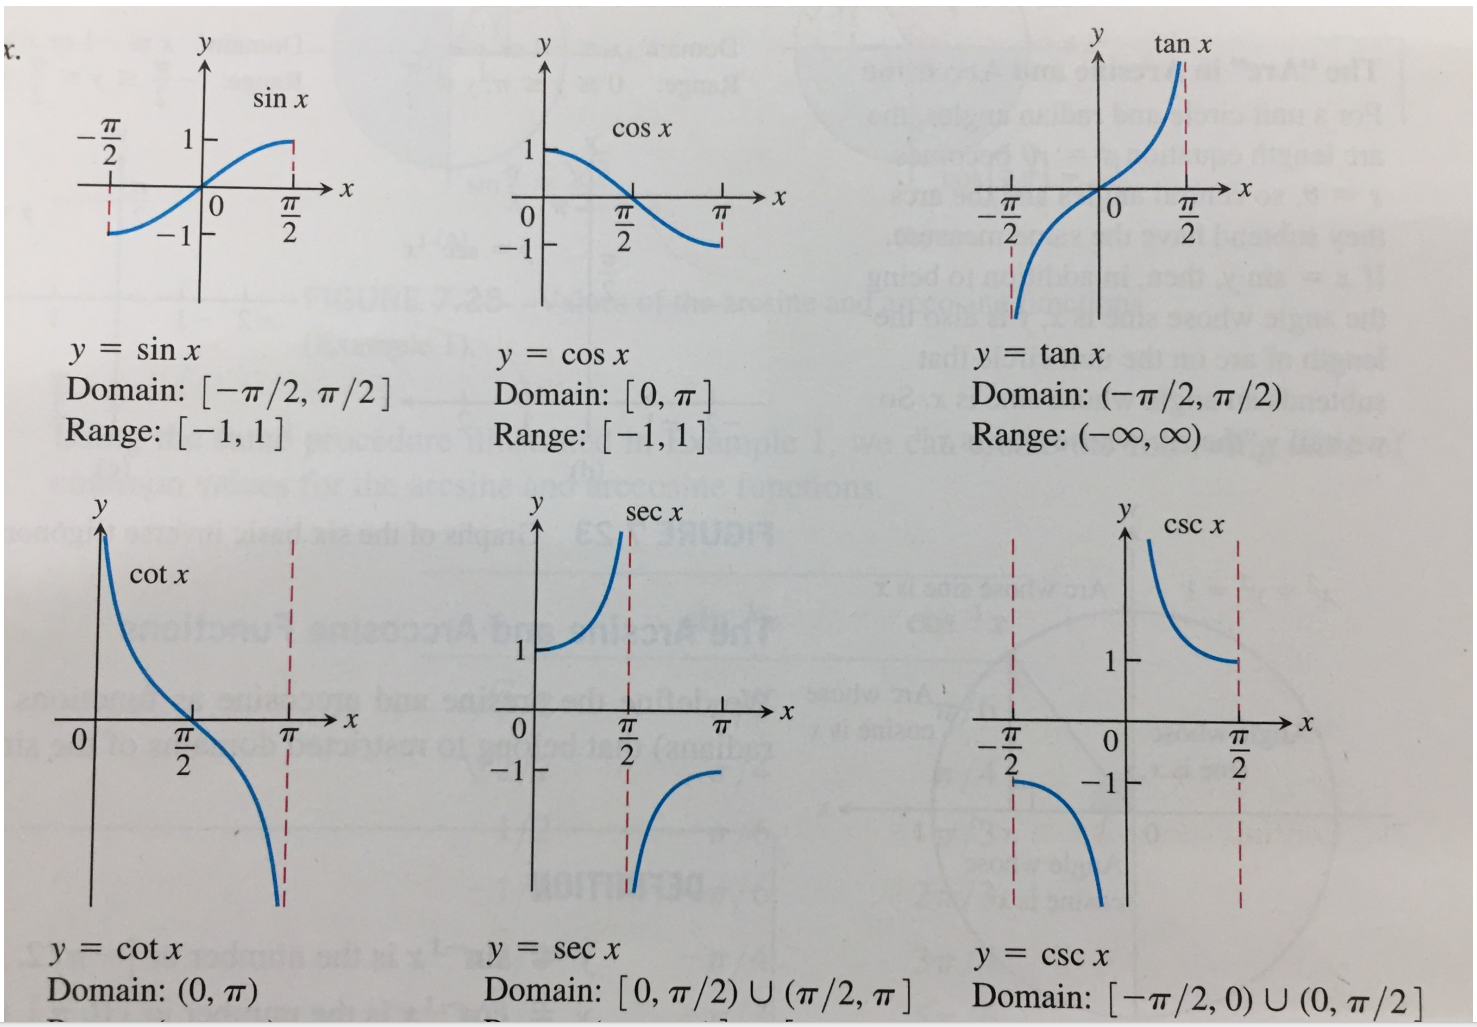 x.
y
sin x
-π/2
1
x
0
π/2
-1
y = sin x
Domain: [-π/2, π/2]
Range: [-1, 1]
y
cos x
1
x
0
π/2
π
-1
y = cos x
Domain: [0, π]
Range: [-1, 1]
y
tan x
x
-π/2
0
π/2
y = tan x
Domain: (-π/2, π/2)
Range: (-∞, ∞)
y
cot x
x
0
π/2
π
y = cot x
Domain: (0, π)
y
sec x
1
x
0
π/2
π
-1
y = sec x
Domain: [0, π/2) ∪ (π/2, π]
y
csc x
1
x
-π/2
0
π/2
-1
y = csc x
Domain: [-π/2, 0) ∪ (0, π/2]